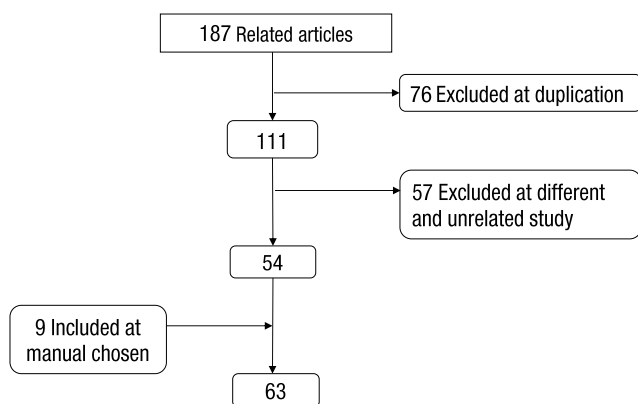 187 Related articles
76 Excluded at duplication
111
57 Excluded at different
and unrelated study
54
9 Included at
manual chosen
63